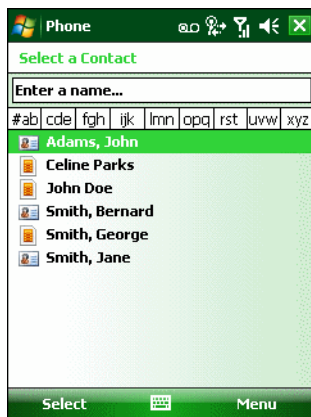 Phone
Select a Contact
Enter a name...
#ab cde fgh ijk lmn opq rst uvw xyz
Adams, John
Celine Parks
John Doe
Smith, Bernard
Smith, George
Smith, Jane
Select Menu